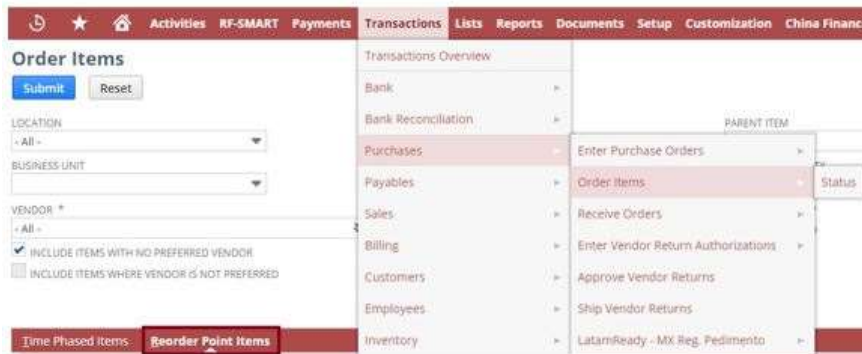 Activities RF-SMART Payments Transactions Lists Reports Documents Setup Customization China Financ
Order Items
Transactions Overview
Submit Reset
Bank
LOCATION
Bank Reconciliation
PARENT ITEM
- All -
Purchases
Enter Purchase Orders
BUSINESS UNIT
Payables
Order Items
Status
VENDOR *
Sales
Receive Orders
- All -
INCLUDE ITEMS WITH NO PREFERRED VENDOR
Billing
Enter Vendor Return Authorizations
INCLUDE ITEMS WHERE VENDOR IS NOT PREFERRED
Customers
Approve Vendor Returns
Employees
Ship Vendor Returns
Time Phased Items Reorder Point Items
Inventory
LatamReady - MX Reg. Pedimento